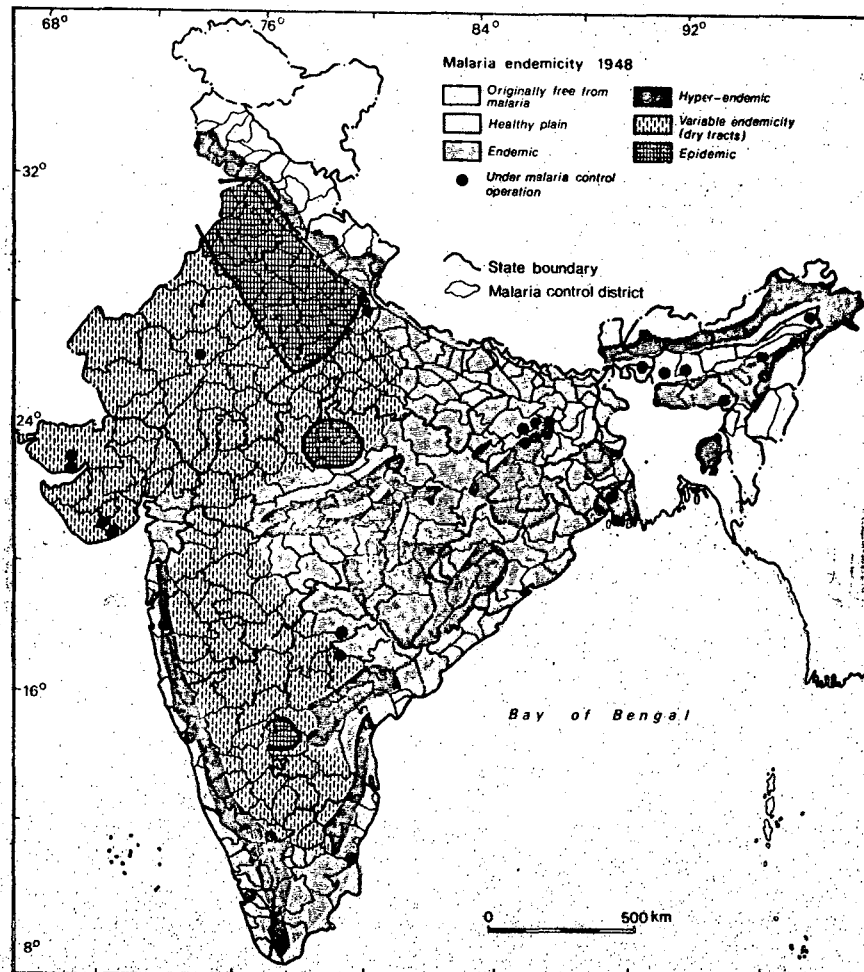 68° 76° 84° 92°
Malaria endemicity 1948
Originally free from
malaria
Healthy plain
Endemic
Under malaria control
operation
Hyper-endemic
Variable endemicity
(dry tracts)
Epidemic
State boundary
Malaria control district
32°
24°
16°
8°
Bay of Bengal
0 500 km